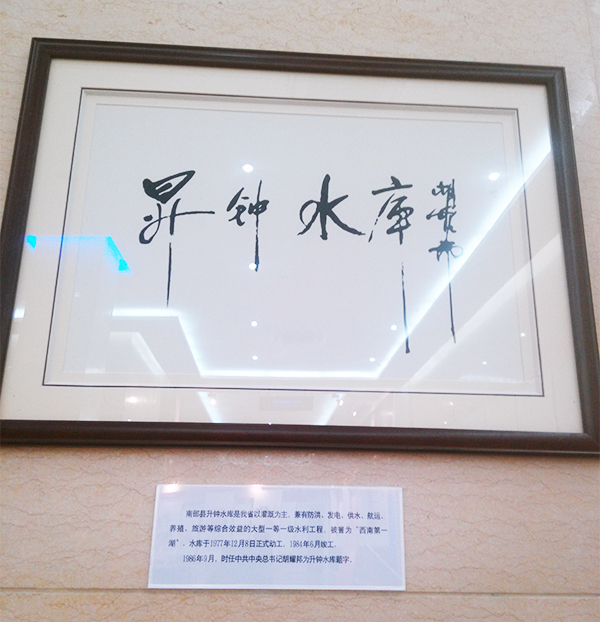 昇钟水库
胡耀邦
南部县升钟水库是我省以灌溉为主，兼有防洪、发电、供水、航运、
养殖、旅游等综合效益的大型一等一级水利工程，被誉为“西南第一
湖”。水库于1977年12月8日正式动工，1984年6月竣工。
1986年9月，时任中共中央总书记胡耀邦为升钟水库题字。